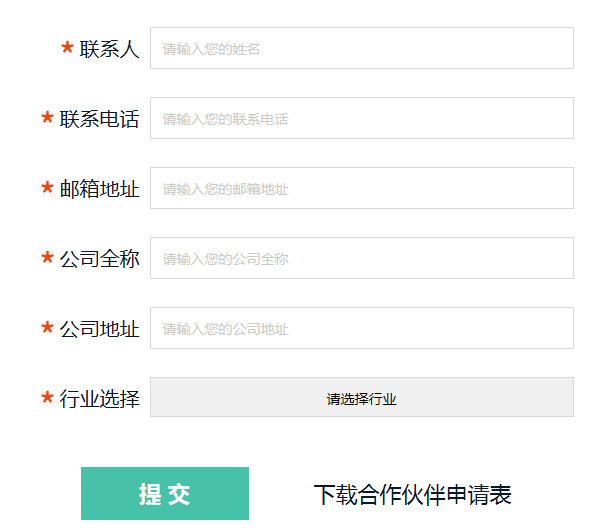 * 联系人 请输入您的姓名
* 联系电话 请输入您的联系电话
* 邮箱地址 请输入您的邮箱地址
* 公司全称 请输入您的公司全称
* 公司地址 请输入您的公司地址
* 行业选择 请选择行业
提 交 下载合作伙伴申请表